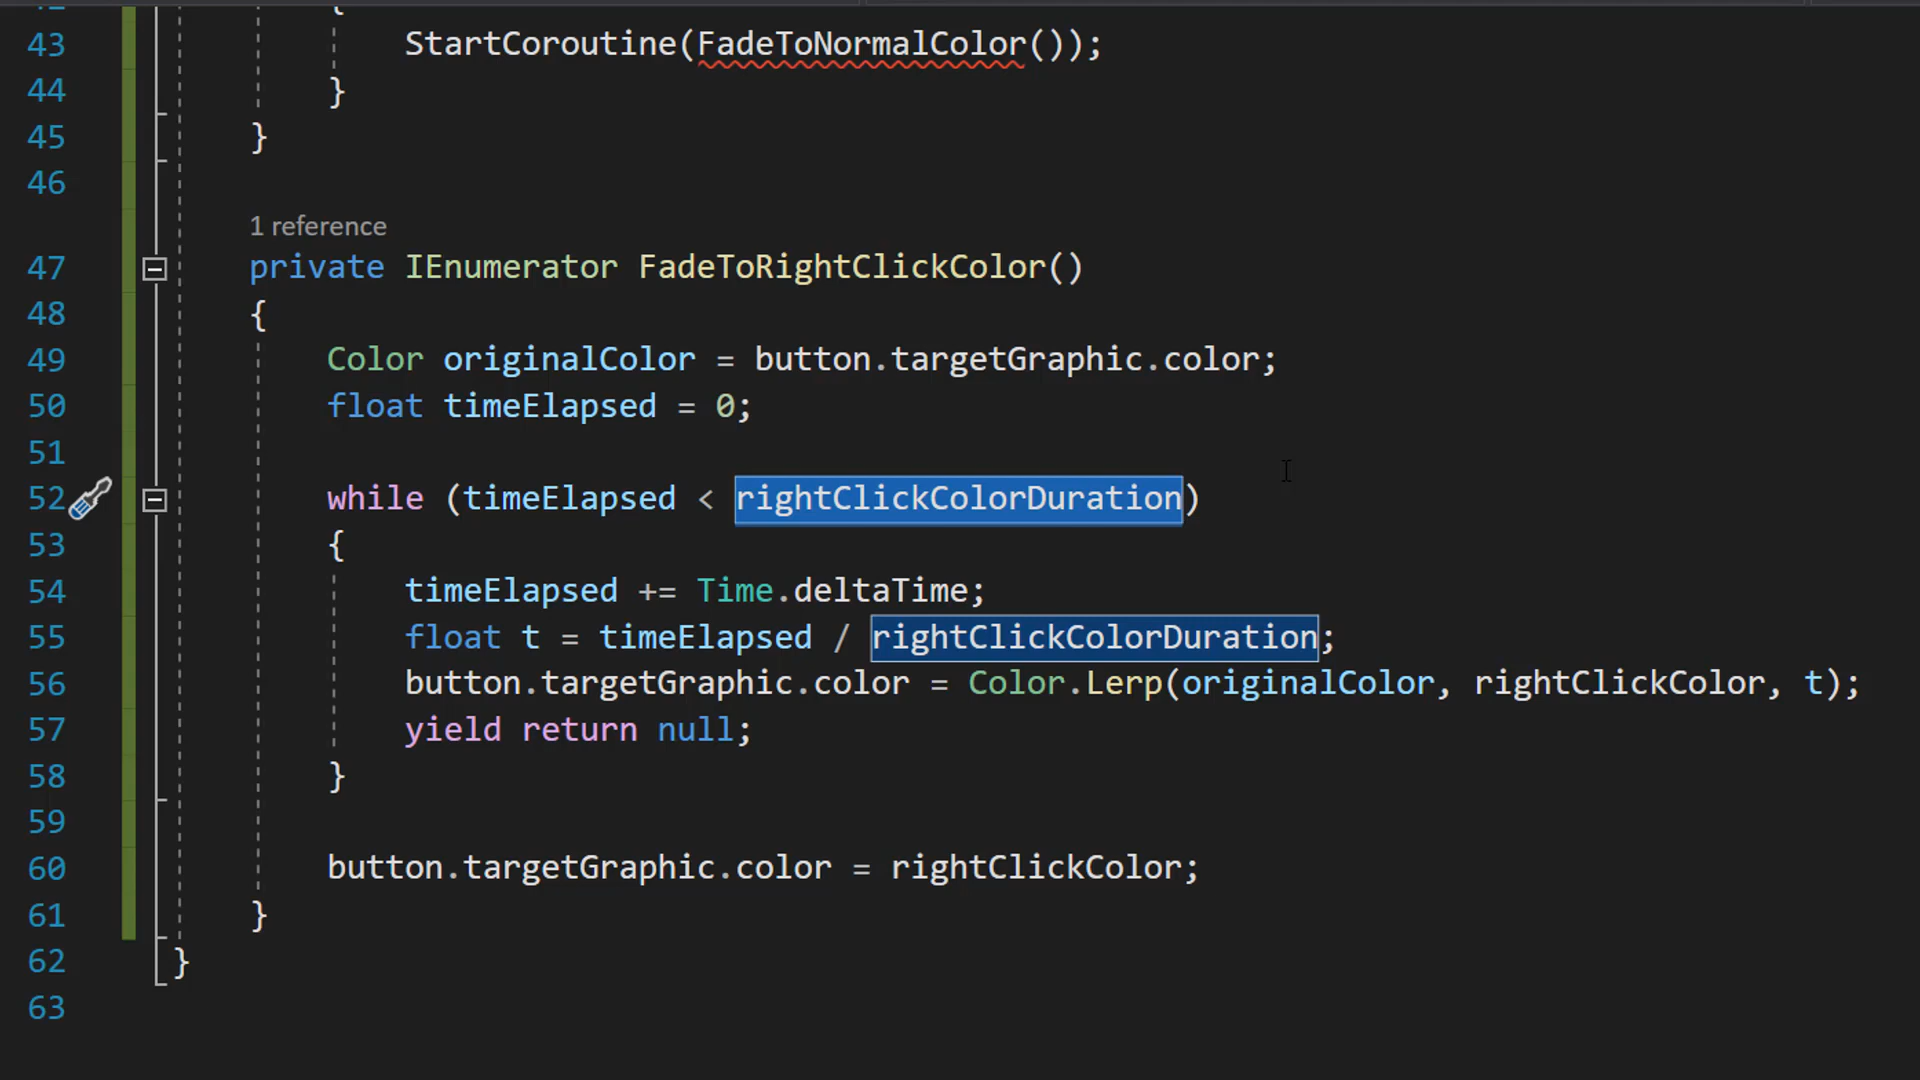 43 StartCoroutine(FadeToNormalColor());
44 }
45 }
46
1 reference
47 private IEnumerator FadeToRightClickColor()
48 {
49 Color originalColor = button.targetGraphic.color;
50 float timeElapsed = 0;
51
52 while (timeElapsed < rightClickColorDuration)
53 {
54 timeElapsed += Time.deltaTime;
55 float t = timeElapsed / rightClickColorDuration;
56 button.targetGraphic.color = Color.Lerp(originalColor, rightClickColor, t);
57 yield return null;
58 }
59
60 button.targetGraphic.color = rightClickColor;
61 }
62 }
63